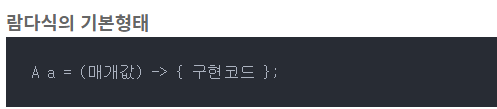 람다식의 기본형태
A a = (매개값) -> { 구현코드 };